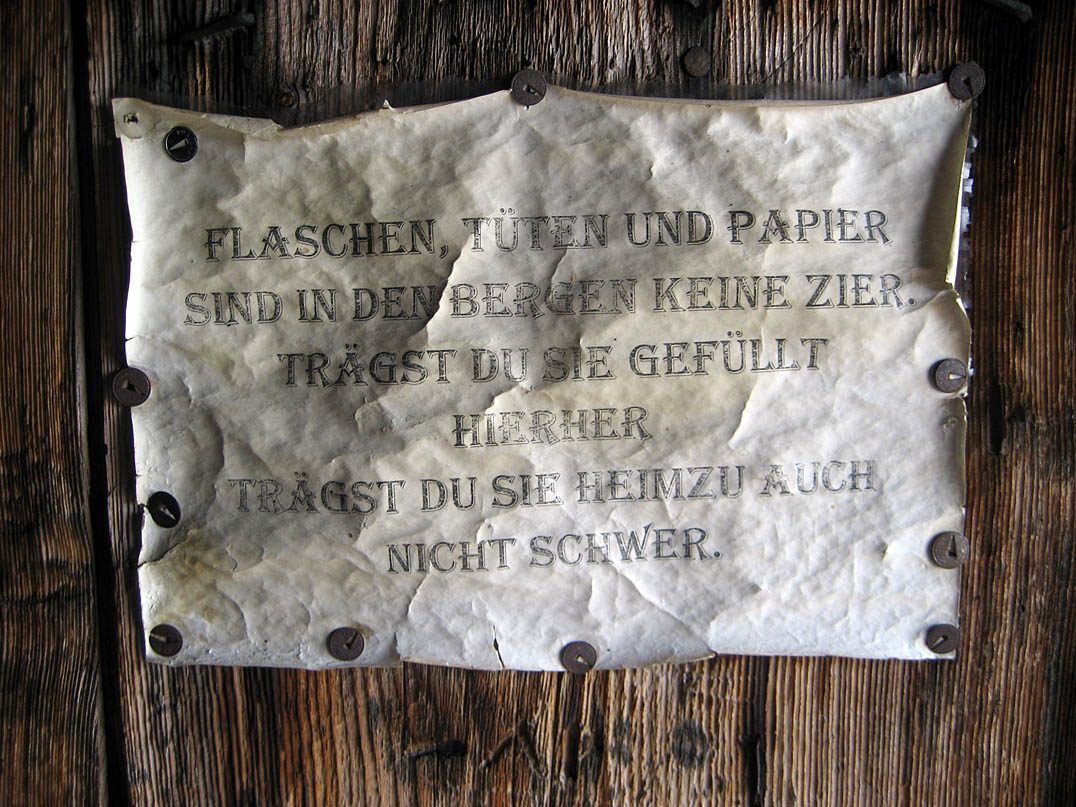 FLASCHEN, TÜTEN UND PAPIER
SIND IN DEN BERGEN KEINE ZIER.
TRÄGST DU SIE GEFÜLLT
HIERHER
TRÄGST DU SIE HEIMZU AUCH
NICHT SCHWER.